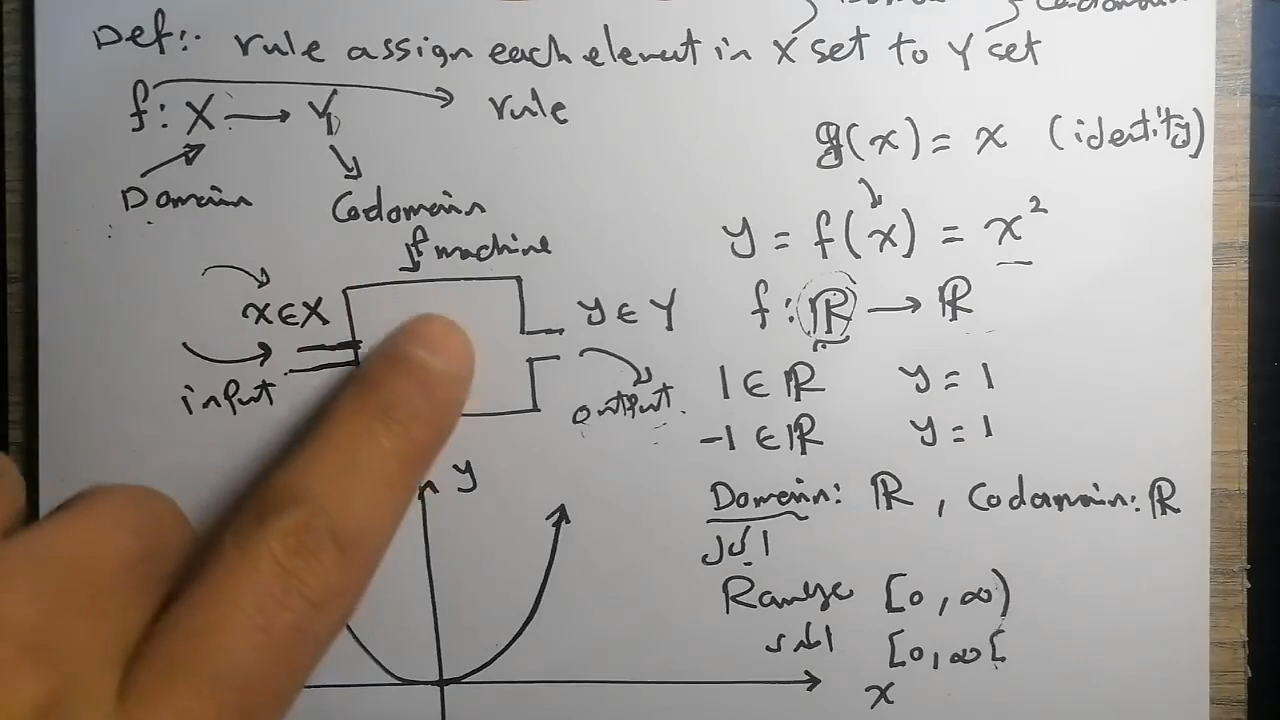 Def:. rule assign each element in X set to Y set
f: X → Y rule
Domain
Codomain
g(x) = x (identity)
y = f(x) = x²
f machine
x ∈ X
input
y ∈ Y
output.
f: ℝ → ℝ
1 ∈ ℝ y = 1
-1 ∈ ℝ y = 1
Domain: ℝ , Codomain: ℝ
Range [0, ∞)
[0, ∞[
y
x